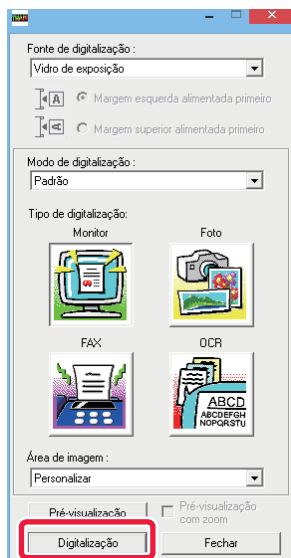 Fonte de digitalização :
Vidro de exposição
A
Margem esquerda alimentada primeiro
A
Margem superior alimentada primeiro
Modo de digitalização :
Padrão
Tipo de digitalização:
Monitor
Foto
FAX
OCR
ABCD
ABCDEFGH
NOPQRSTU
Área de imagem :
Personalizar
Pré-visualização
Pré-visualização
com zoom
Digitalização
Fechar